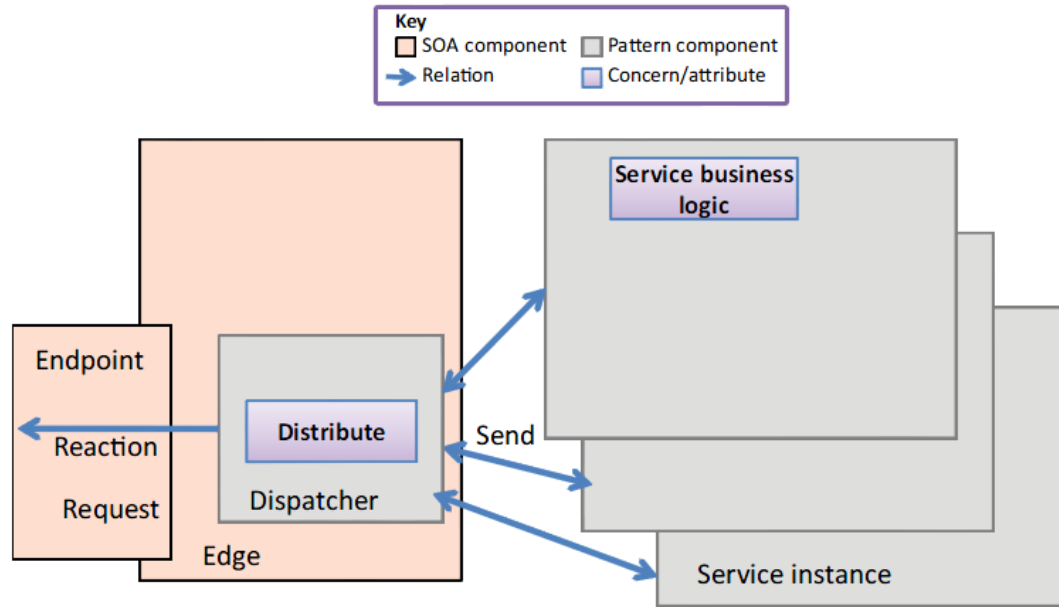 Key
SOA component
Pattern component
Relation
Concern/attribute
Service business
logic
Endpoint
Reaction
Request
Distribute
Dispatcher
Edge
Send
Service instance